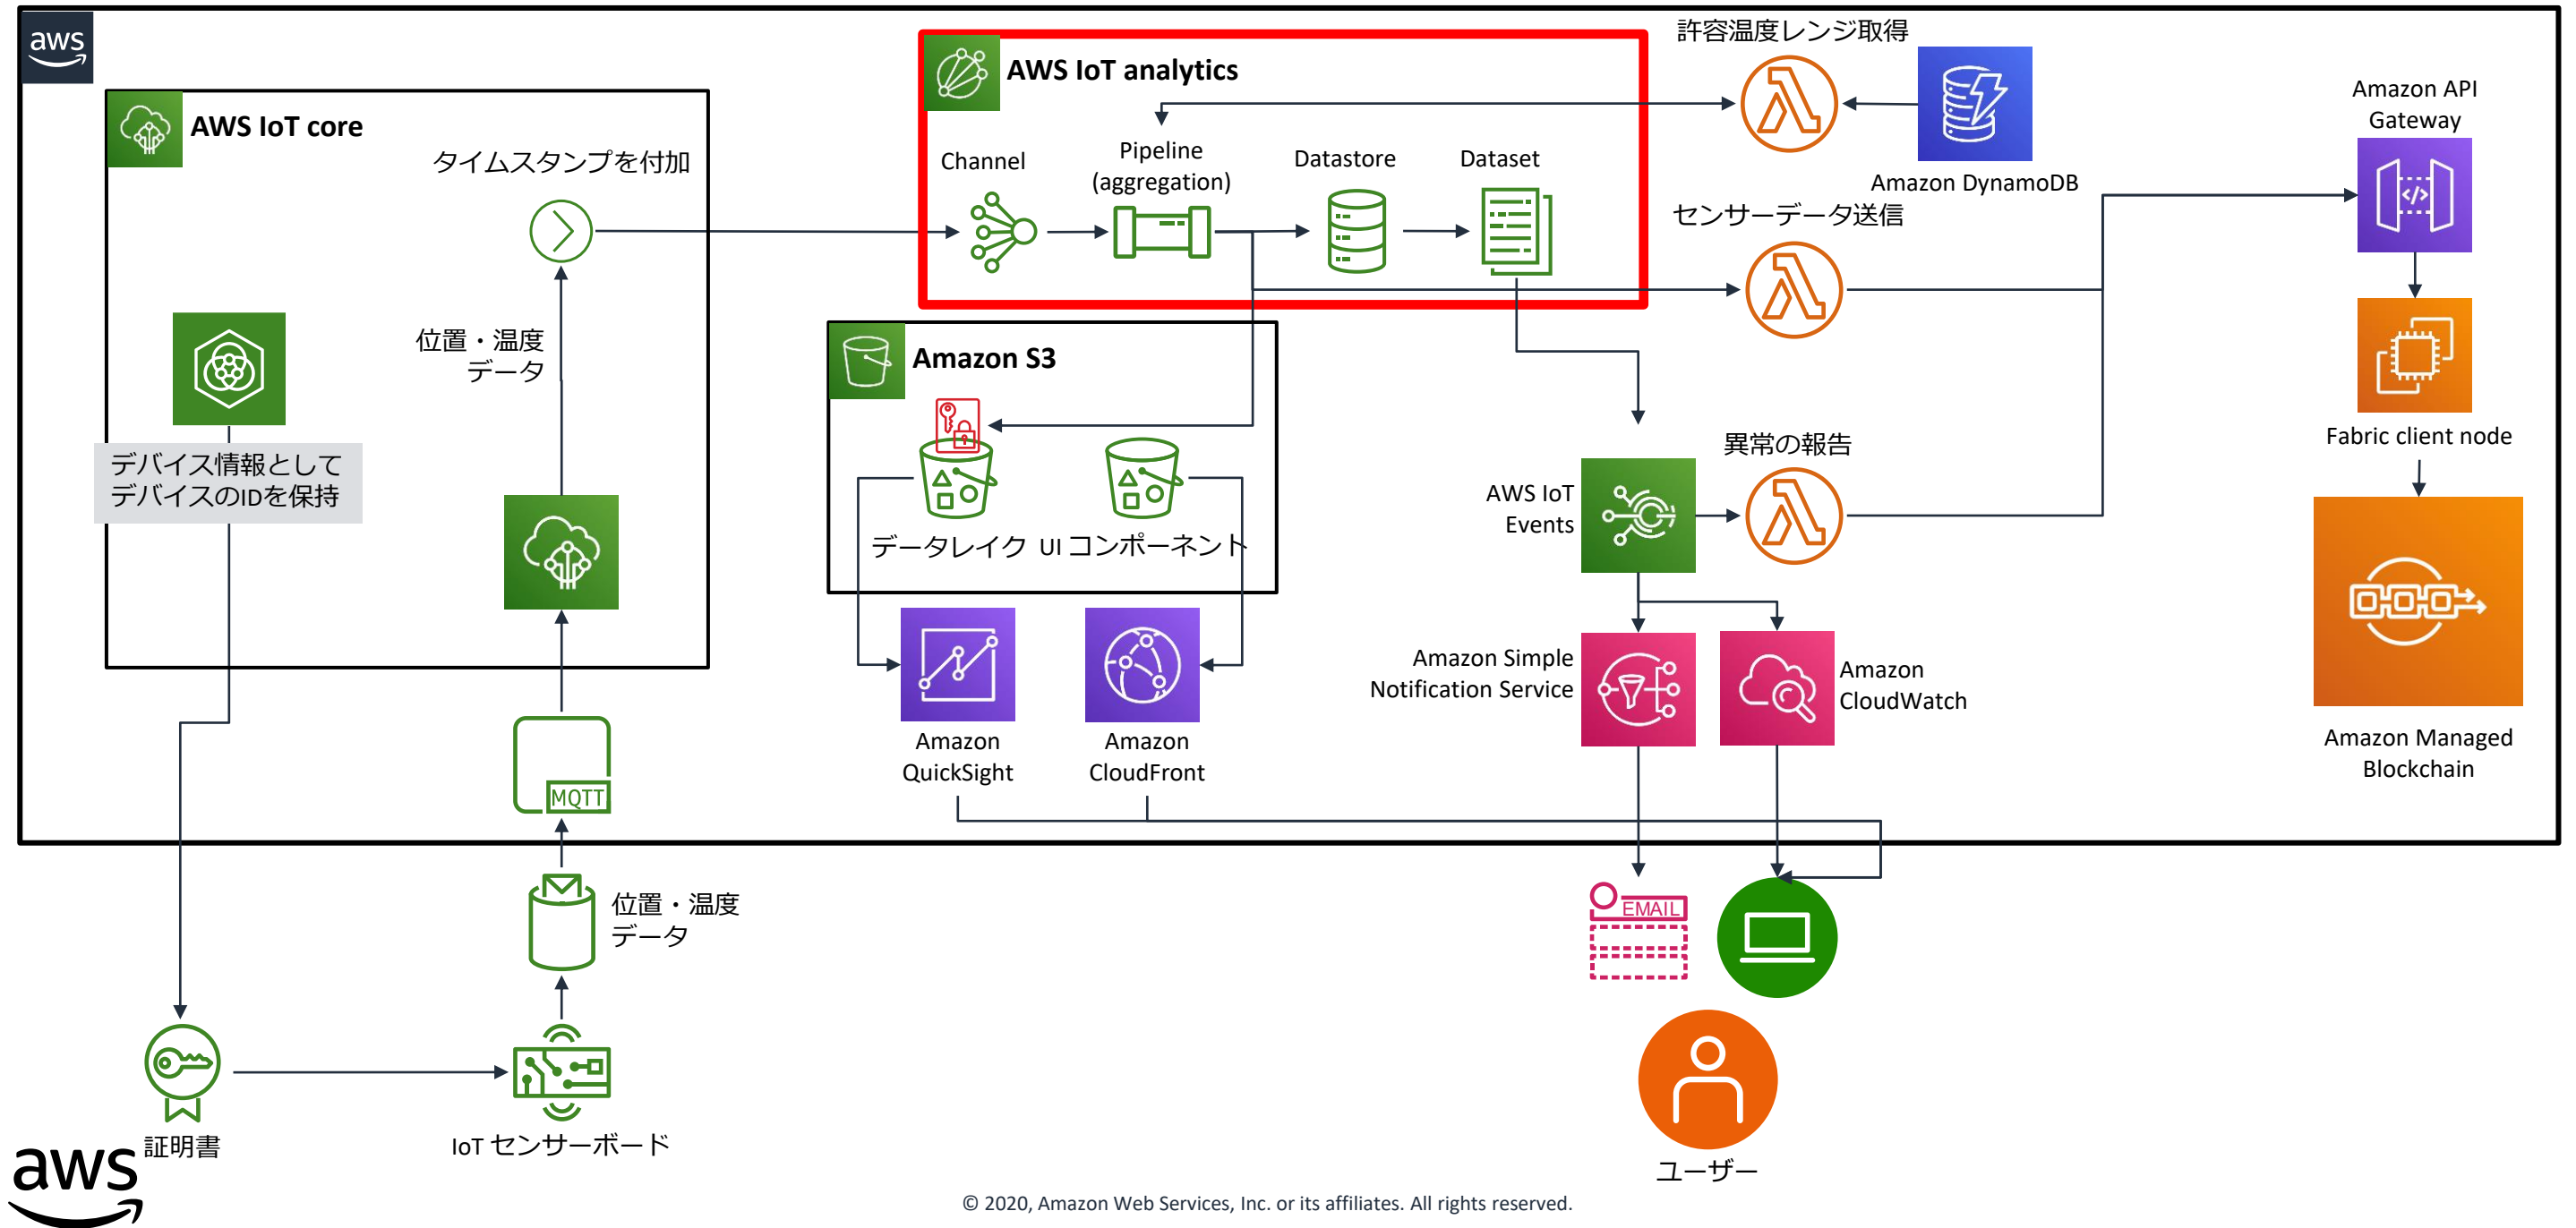 aws
AWS IoT core
タイムスタンプを付加
位置・温度
データ
デバイス情報として
デバイスのIDを保持
MQTT
位置・温度
データ
証明書
IoT センサーボード
AWS IoT analytics
Channel
Pipeline
(aggregation)
Datastore
Dataset
Amazon S3
データレイク
UI コンポーネント
Amazon
QuickSight
Amazon
CloudFront
許容温度レンジ取得
Amazon DynamoDB
センサーデータ送信
異常の報告
AWS IoT
Events
Amazon Simple
Notification Service
Amazon
CloudWatch
EMAIL
ユーザー
Amazon API
Gateway
Fabric client node
Amazon Managed
Blockchain
aws
© 2020, Amazon Web Services, Inc. or its affiliates. All rights reserved.